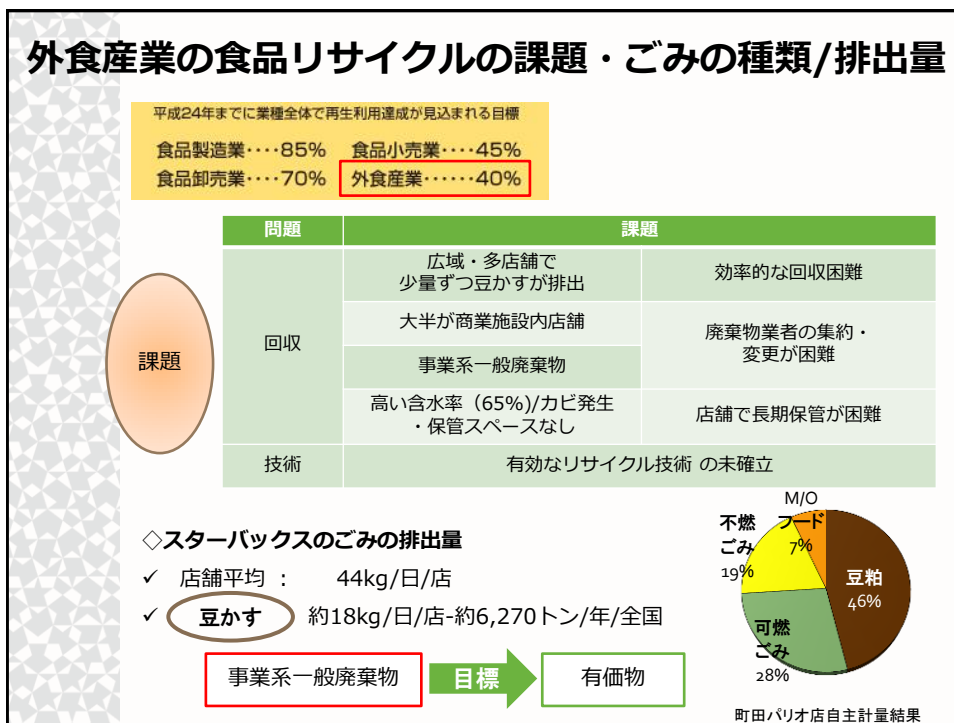 外食産業の食品リサイクルの課題・ごみの種類/排出量
平成24年までに業種全体で再生利用達成が見込まれる目標
食品製造業････85% 食品小売業････45%
食品卸売業････70% 外食産業･･････40%
問題 課題
課題
回収
広域・多店舗で
少量ずつ豆かすが排出
効率的な回収困難
大半が商業施設内店舗
事業系一般廃棄物
廃棄物業者の集約・
変更が困難
高い含水率（65%)/カビ発生
・保管スペースなし
店舗で長期保管が困難
技術 有効なリサイクル技術 の未確立
◇スターバックスのごみの排出量
✓ 店舗平均 ： 44kg/日/店
✓ 豆かす 約18kg/日/店-約6,270トン/年/全国
事業系一般廃棄物 目標 有価物
M/O
フード
7%
不燃
ごみ
19%
豆粕
46%
可燃
ごみ
28%
町田パリオ店自主計量結果